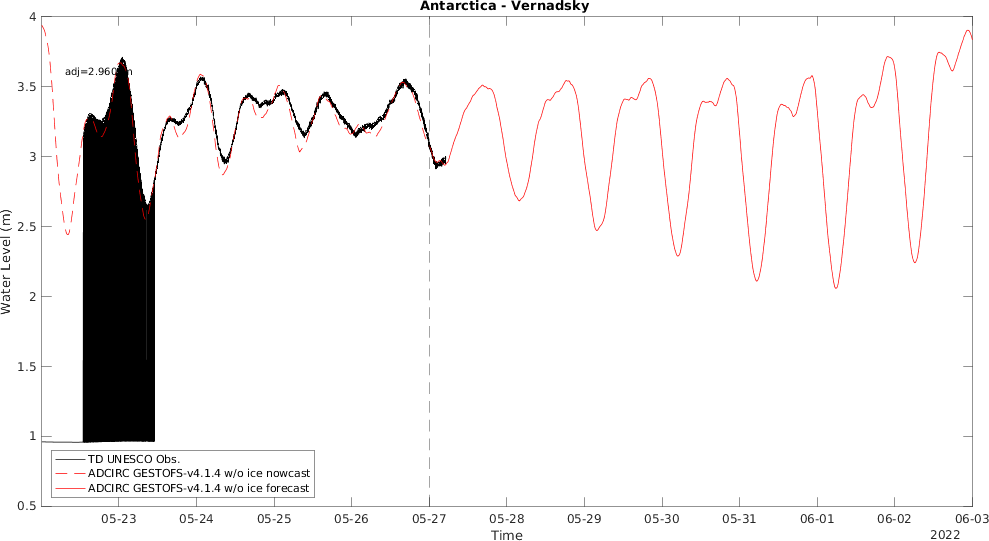 Antarctica - Vernadsky
4
3.5
3
2.5
2
1.5
1
0.5
Water Level (m)
adj=2.960 m
TD UNESCO Obs.
ADCIRC GESTOFS-v4.1.4 w/o ice nowcast
ADCIRC GESTOFS-v4.1.4 w/o ice forecast
05-23 05-24 05-25 05-26 05-27 05-28 05-29 05-30 05-31 06-01 06-02 06-03
Time
2022